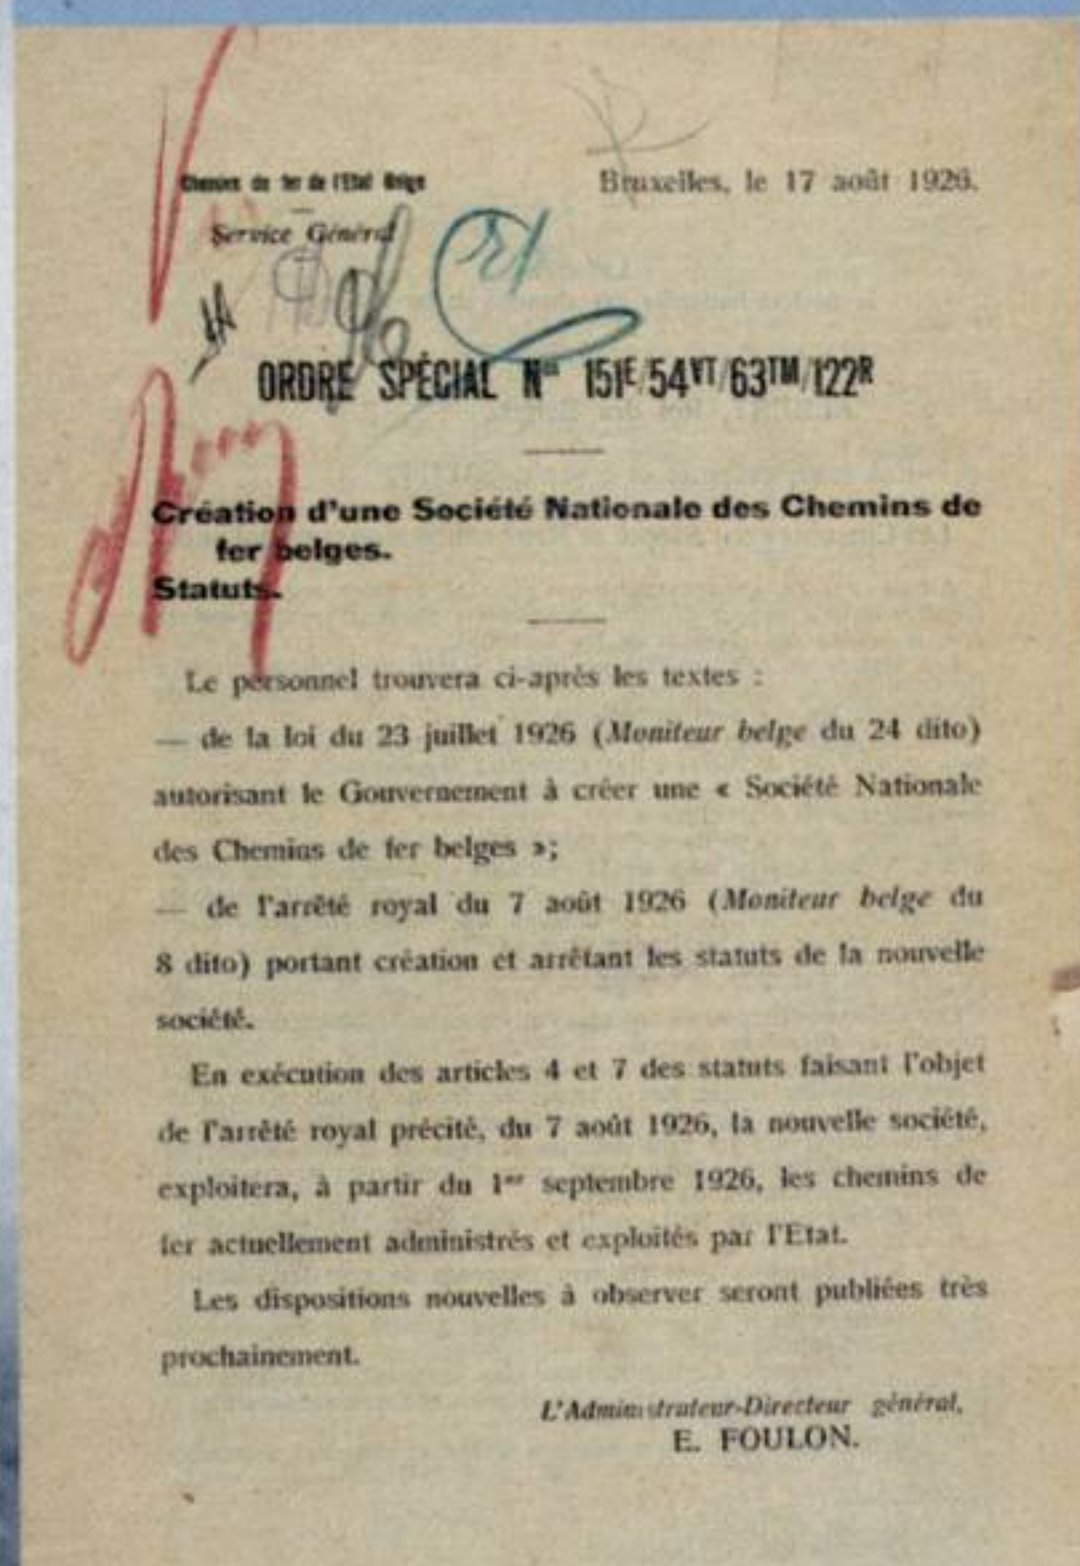 Chemins de fer de l'Etat Belge
Bruxelles, le 17 août 1926.
Service Général
ORDRE SPÉCIAL Nos 151E/54VT/63TM/122R
Création d'une Société Nationale des Chemins de
fer belges.
Statuts.
Le personnel trouvera ci-après les textes :
— de la loi du 23 juillet 1926 (Moniteur belge du 24 dito)
autorisant le Gouvernement à créer une « Société Nationale
des Chemins de fer belges »;
— de l'arrêté royal du 7 août 1926 (Moniteur belge du
8 dito) portant création et arrêtant les statuts de la nouvelle
société.
En exécution des articles 4 et 7 des statuts faisant l'objet
de l'arrêté royal précité, du 7 août 1926, la nouvelle société,
exploitera, à partir du 1er septembre 1926, les chemins de
fer actuellement administrés et exploités par l'Etat.
Les dispositions nouvelles à observer seront publiées très
prochainement.
L'Administrateur-Directeur général,
E. FOULON.